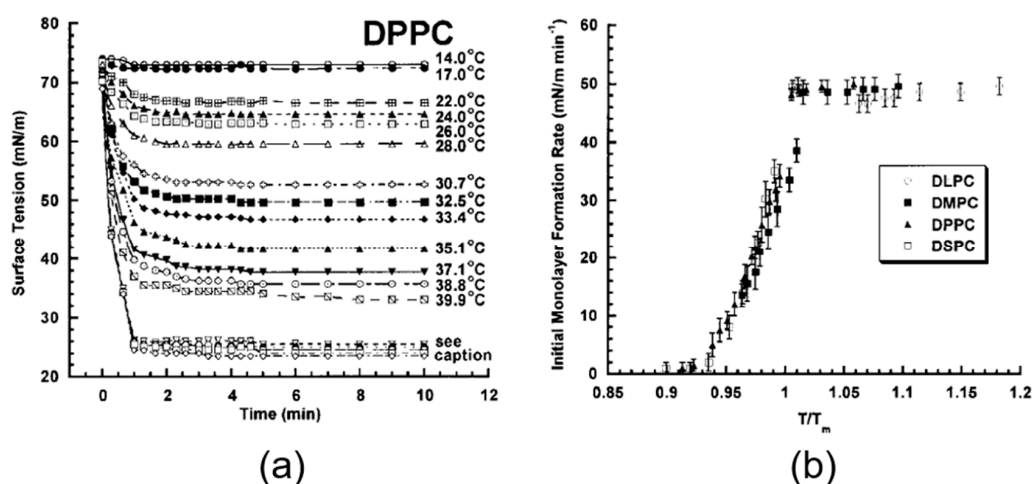 DPPC
80
70
60
50
40
30
20
Surface Tension (mN/m)
14.0°C
17.0°C
22.0°C
24.0°C
26.0°C
28.0°C
30.7°C
32.5°C
33.4°C
35.1°C
37.1°C
38.8°C
39.9°C
see
caption
0 2 4 6 8 10 12
Time (min)
(a)
60
50
40
30
20
10
0
Initial Monolayer Formation Rate (mN/m min⁻¹)
DLPC
DMPC
DPPC
DSPC
0.85 0.9 0.95 1 1.05 1.1 1.15 1.2
T/Tₘ
(b)